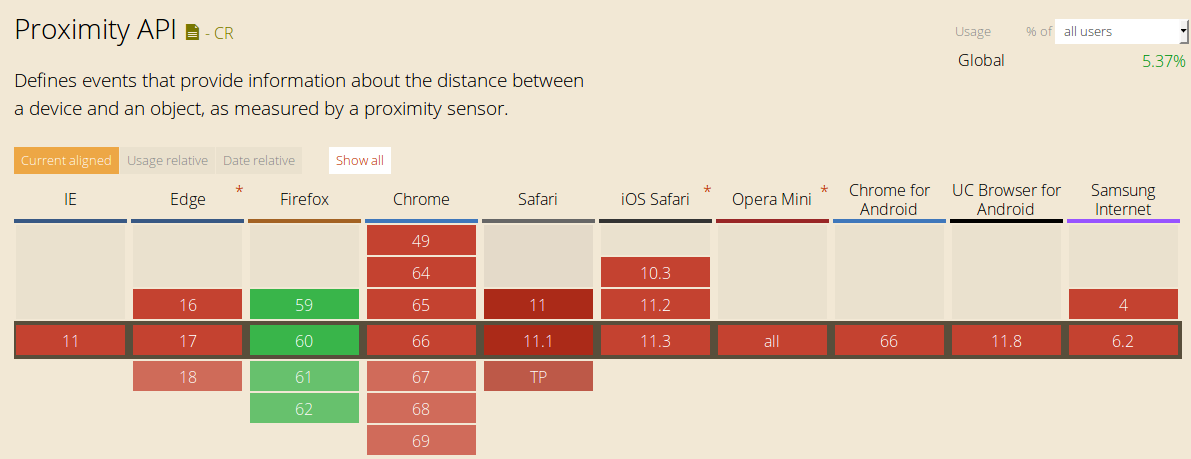 Proximity API - CR
Usage % of all users
Global 5.37%
Defines events that provide information about the distance between
a device and an object, as measured by a proximity sensor.
Current aligned Usage relative Date relative Show all
IE Edge * Firefox Chrome Safari iOS Safari * Opera Mini * Chrome for Android UC Browser for Android Samsung Internet
49
64 10.3
16 59 65 11 11.2 4
11 17 60 66 11.1 11.3 all 66 11.8 6.2
18 61 67 TP
62 68
69